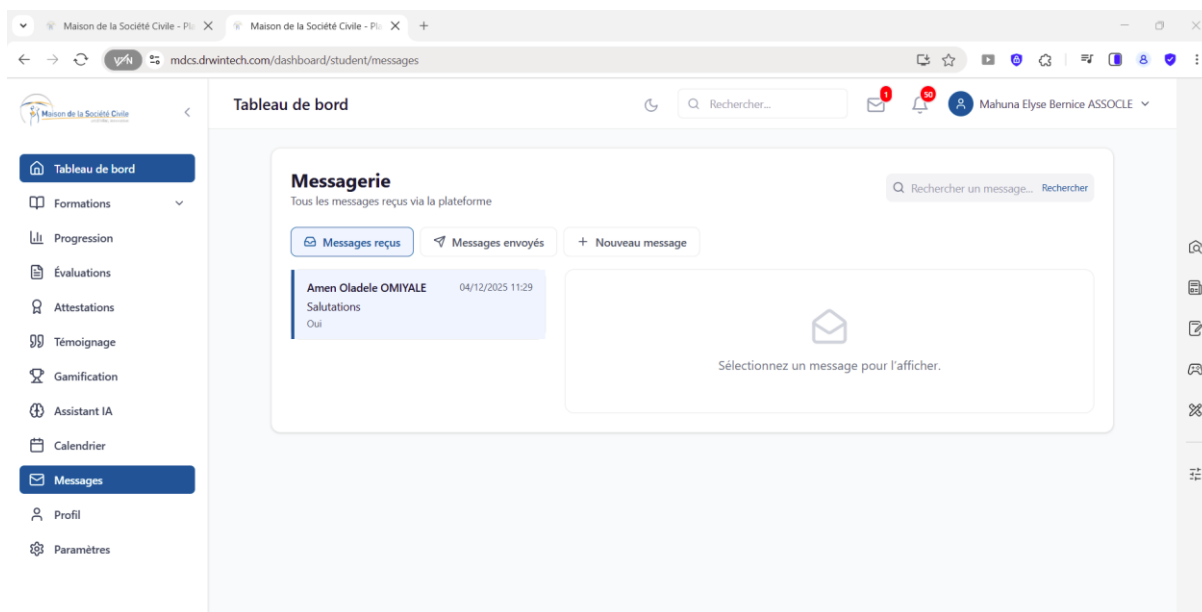 Maison de la Société Civile - Pla
Maison de la Société Civile - Pla
VPN
mdcs.drwintech.com/dashboard/student/messages
Maison de la Société Civile
Tableau de bord
Rechercher...
1
50
Mahuna Elyse Bernice ASSOCLE
Tableau de bord
Formations
Progression
Évaluations
Attestations
Témoignage
Gamification
Assistant IA
Calendrier
Messages
Profil
Paramètres
Messagerie
Tous les messages reçus via la plateforme
Rechercher un message... Rechercher
Messages reçus
Messages envoyés
+ Nouveau message
Amen Oladele OMIYALE 04/12/2025 11:29
Salutations
Oui
Sélectionnez un message pour l'afficher.